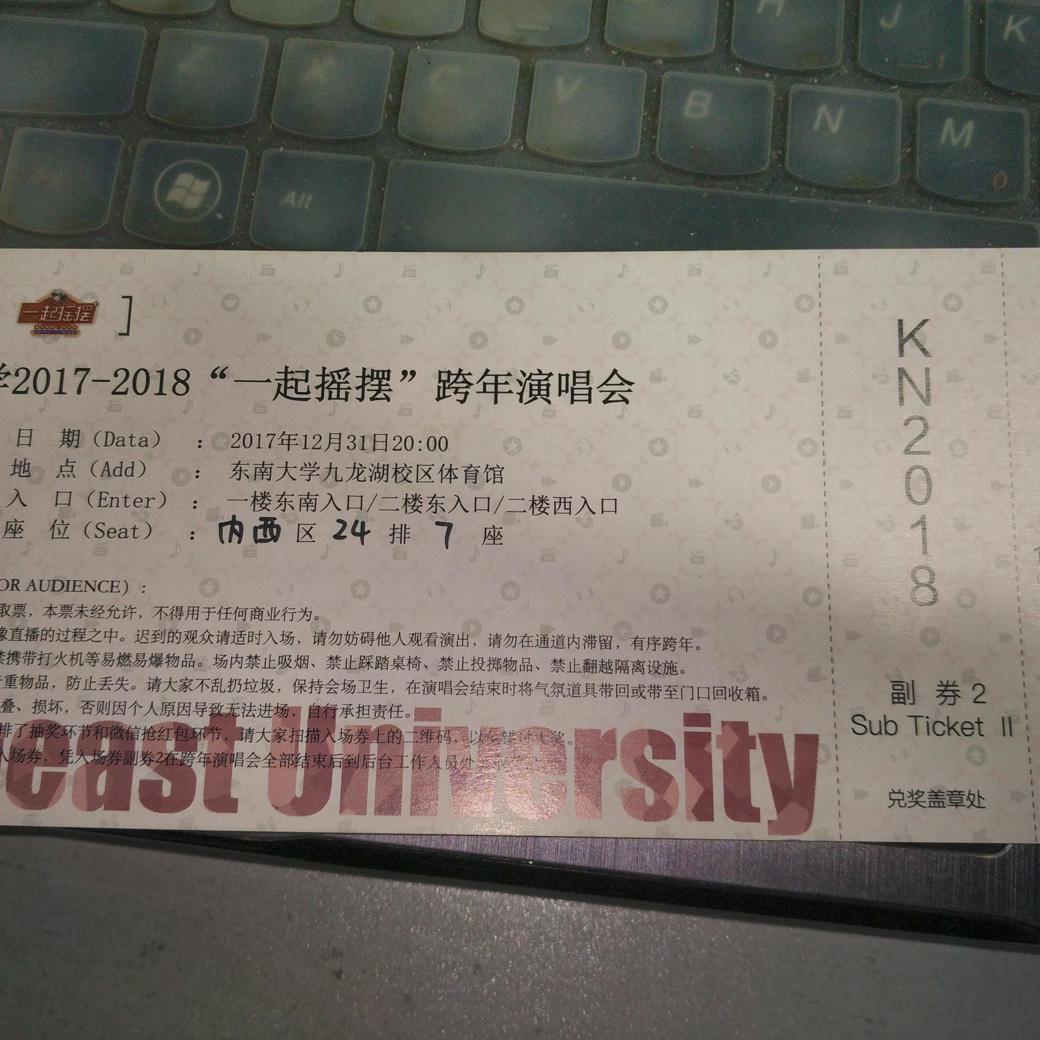 H J K
Z X C V B N M
Alt
一起摇摆 ]
学2017-2018“一起摇摆”跨年演唱会
日 期（Data） ： 2017年12月31日20:00
地 点（Add） ： 东南大学九龙湖校区体育馆
入 口（Enter） ： 一楼东南入口/二楼东入口/二楼西入口
座 位（Seat） ： 内西 区 24 排 7 座
OR AUDIENCE）：
取票，本票未经允许，不得用于任何商业行为。
像直播的过程之中。迟到的观众请适时入场，请勿妨碍他人观看演出，请勿在通道内滞留，有序跨年。
禁携带打火机等易燃易爆物品。场内禁止吸烟、禁止踩踏桌椅、禁止投掷物品、禁止翻越隔离设施。
重物品，防止丢失。请大家不乱扔垃圾，保持会场卫生，在演唱会结束时将气氛道具带回或带至门口回收箱。
叠、损坏，否则因个人原因导致无法进场，自行承担责任。
排了抽奖环节和微信抢红包环节，请大家扫描入场券上的二维码，以免错过大奖。
入场券，凭入场券副券2在跨年演唱会全部结束后到后台工作人员处
east University
KN2018
副 券 2
Sub Ticket II
兑奖盖章处